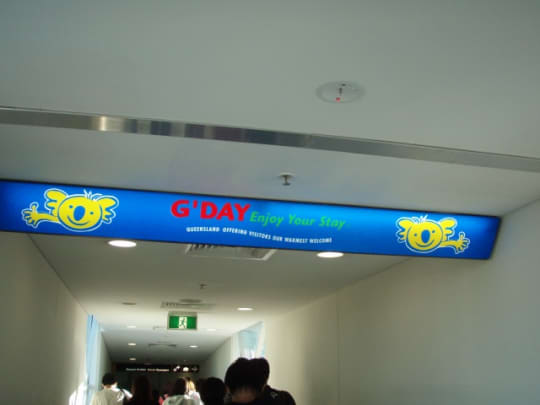 G'DAY Enjoy Your Stay
QUEENSLAND OFFERING VISITORS OUR WARMEST WELCOME